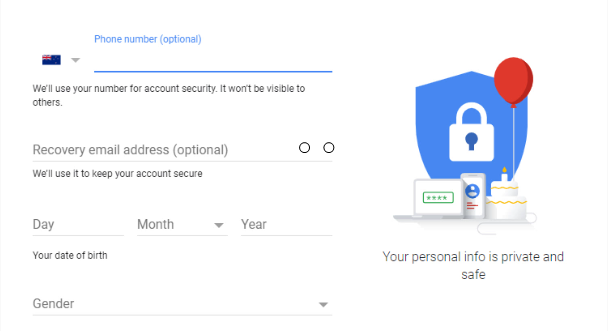 Phone number (optional)
We'll use your number for account security. It won't be visible to
others.
Recovery email address (optional)
We'll use it to keep your account secure
Day Month Year
Your date of birth
Gender
****
Your personal info is private and
safe